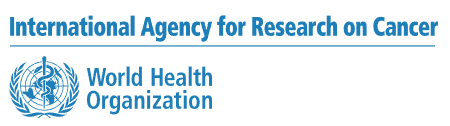 International Agency for Research on Cancer
World Health
Organization